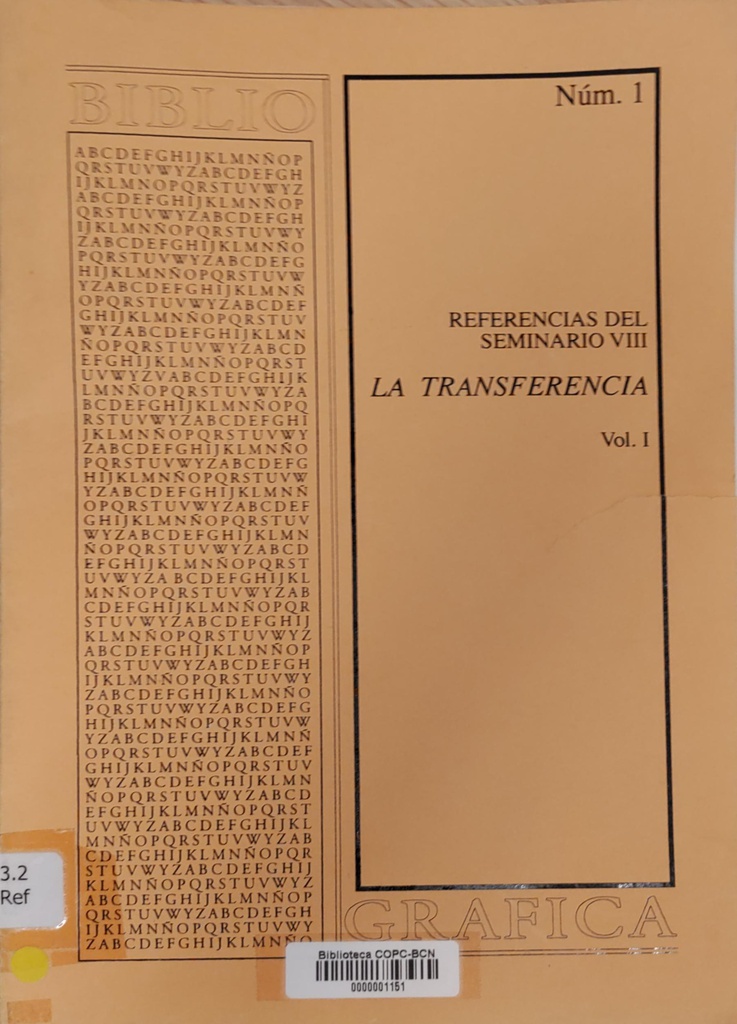 BIBLIO
ABCDEFGHIJKLMNÑOP
QRSTUVWYZABCDEFGH
IJKLMNOPQRSTUVWYZ
ABCDEFGHIJKLMNÑOP
QRSTUVWYZABCDEFGH
IJKLMNÑOPQRSTUVWY
ZABCDEFGHIJKLMNÑO
PQRSTUVWYZABCDEFG
HIJKLMNÑOPQRSTUVW
YZABCDEFGHIJKLMNÑ
OPQRSTUVWYZABCDEF
GHIJKLMNÑOPQRSTUV
WYZABCDEFGHIJKLMN
ÑOPQRSTUVWYZABCD
EFGHIJKLMNÑOPQRST
UVWYZVABCDEFGHIJK
LMNÑOPQRSTUVWYZA
BCDEFGHIJKLMNÑOPQ
RSTUVWYZABCDEFGHI
JKLMNÑOPQRSTUVWYZ
ZABCDEFGHIJKLMNÑO
PQRSTUVWYZABCDEFG
HIJKLMNÑOPQRSTUVW
YZABCDEFGHIJKLMNÑ
OPQRSTUVWYZABCDEF
GHIJKLMNÑOPQRSTUV
WYZABCDEFGHIJKLMN
ÑOPQRSTUVWYZABCD
EFGHIJKLMNÑOPQRST
UVWYZA BCDEFGHIJKL
MNÑOPQRSTUVWYZAB
CDEFGHIJKLMNÑOPQR
STUVWYZABCDEFGHIJ
KLMNÑOPQRSTUVWYZ
ABCDEFGHIJKLMNÑOP
QRSTUVWYZABCDEFGH
IJKLMNÑOPQRSTUVWY
ZABCDEFGHIJKLMNÑO
PQRSTUVWYZABCDEFG
HIJKLMNÑOPQRSTUVW
YZABCDEFGHIJKLMNÑ
OPQRSTUVWYZABCDEF
GHIJKLMNÑOPQRSTUV
WYZABCDEFGHIJKLMN
ÑOPQRSTUVWYZABCD
EFGHIJKLMNÑOPQRST
UVWYZABCDEFGHIJKL
MNÑOPQRSTUVWYZAB
CDEFGHIJKLMNÑOPQR
STUVWYZABCDEFGHIJ
KLMNÑOPQRSTUVWYZ
ABCDEFGHIJKLMNÑOP
QRSTUVWYZABCDEFGH
IJKLMNÑOPQRSTUVWY
ZABCDEFGHIJKLMNÑO
Núm. 1
REFERENCIAS DEL
SEMINARIO VIII
LA TRANSFERENCIA
Vol. I
GRAFICA
3.2
Ref
Biblioteca COPC-BCN
0000001151